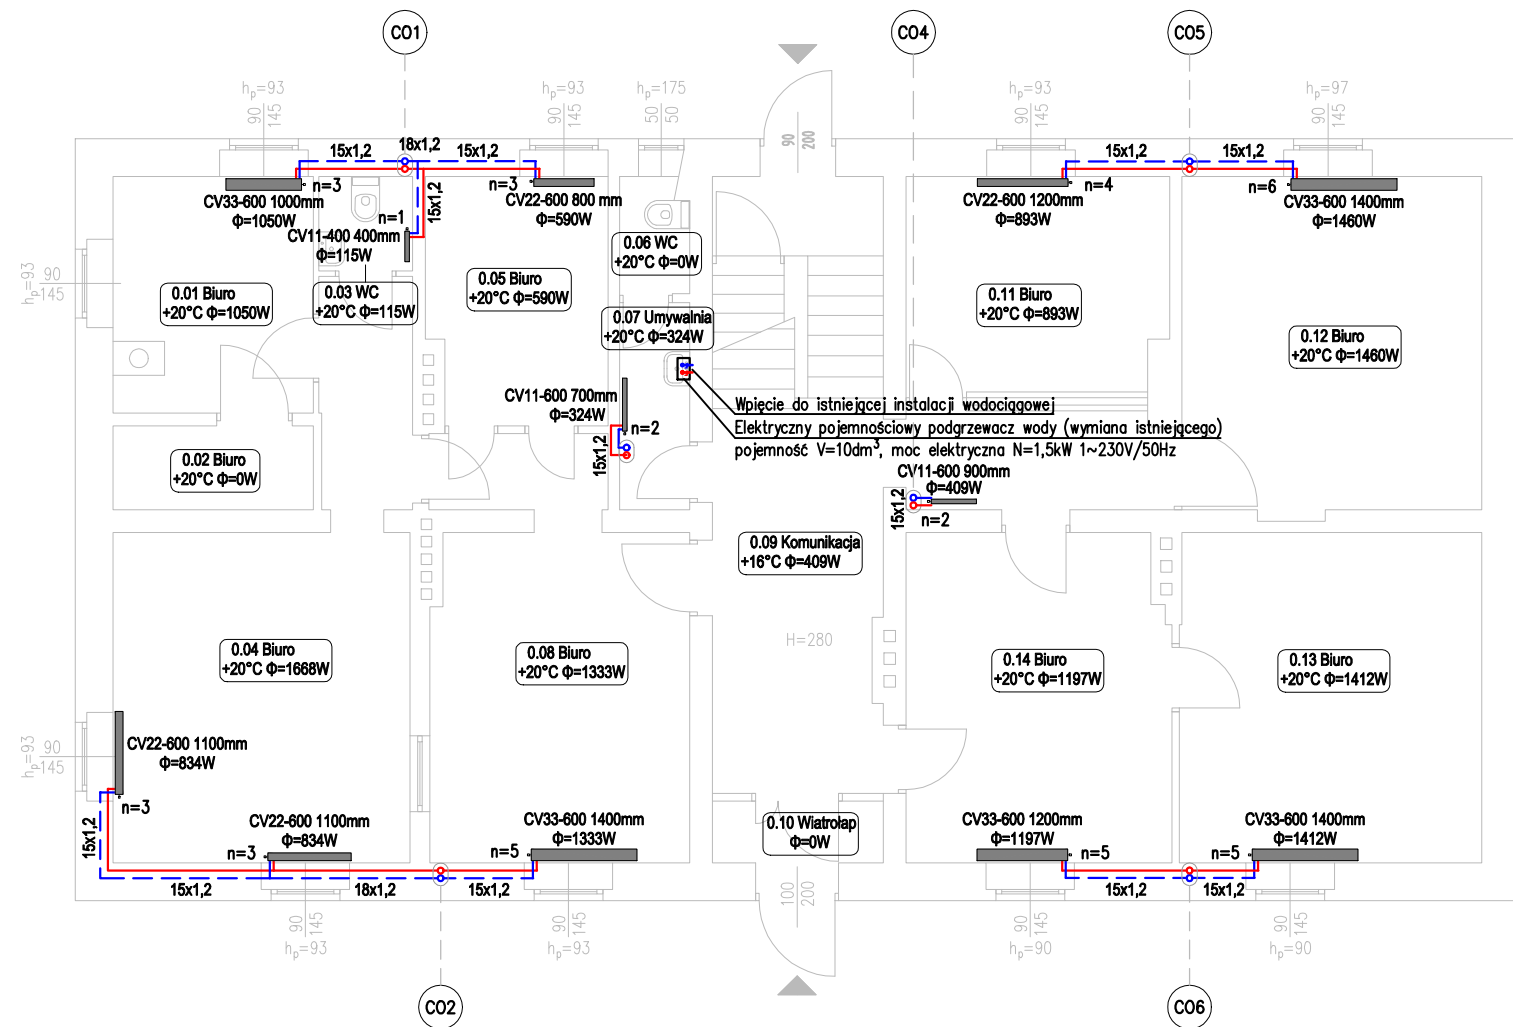 CO1
CO4
CO5
hp=93
90
145
hp=93
90
145
hp=175
50
50
90
200
hp=93
90
145
hp=97
90
145
15x1,2
18x1,2
15x1,2
15x1,2
15x1,2
n=3
CV33-600 1000mm
Φ=1050W
n=1
CV11-400 400mm
Φ=115W
15x1,2
n=3
CV22-600 800 mm
Φ=590W
n=4
CV22-600 1200mm
Φ=893W
n=6
CV33-600 1400mm
Φ=1460W
hp=93
90
145
0.01 Biuro
+20°C Φ=1050W
0.03 WC
+20°C Φ=115W
0.05 Biuro
+20°C Φ=590W
0.06 WC
+20°C Φ=0W
0.07 Umywalnia
+20°C Φ=324W
0.11 Biuro
+20°C Φ=893W
0.12 Biuro
+20°C Φ=1460W
CV11-600 700mm
Φ=324W
n=2
15x1,2
Wpięcie do istniejącej instalacji wodociągowej
Elektryczny pojemnościowy podgrzewacz wody (wymiana istniejącego)
pojemność V=10dm³, moc elektryczna N=1,5kW 1~230V/50Hz
0.02 Biuro
+20°C Φ=0W
CV11-600 900mm
Φ=409W
15x1,2
n=2
0.09 Komunikacja
+16°C Φ=409W
H=280
0.04 Biuro
+20°C Φ=1668W
0.08 Biuro
+20°C Φ=1333W
0.14 Biuro
+20°C Φ=1197W
0.13 Biuro
+20°C Φ=1412W
hp=93
90
145
CV22-600 1100mm
Φ=834W
n=3
15x1,2
CV22-600 1100mm
Φ=834W
n=3
CV33-600 1400mm
Φ=1333W
n=5
0.10 Wiatrołap
Φ=0W
CV33-600 1200mm
Φ=1197W
n=5
CV33-600 1400mm
Φ=1412W
n=5
15x1,2
18x1,2
15x1,2
15x1,2
15x1,2
100
200
90
145
hp=93
90
145
hp=93
90
145
hp=90
90
145
hp=90
CO2
CO6